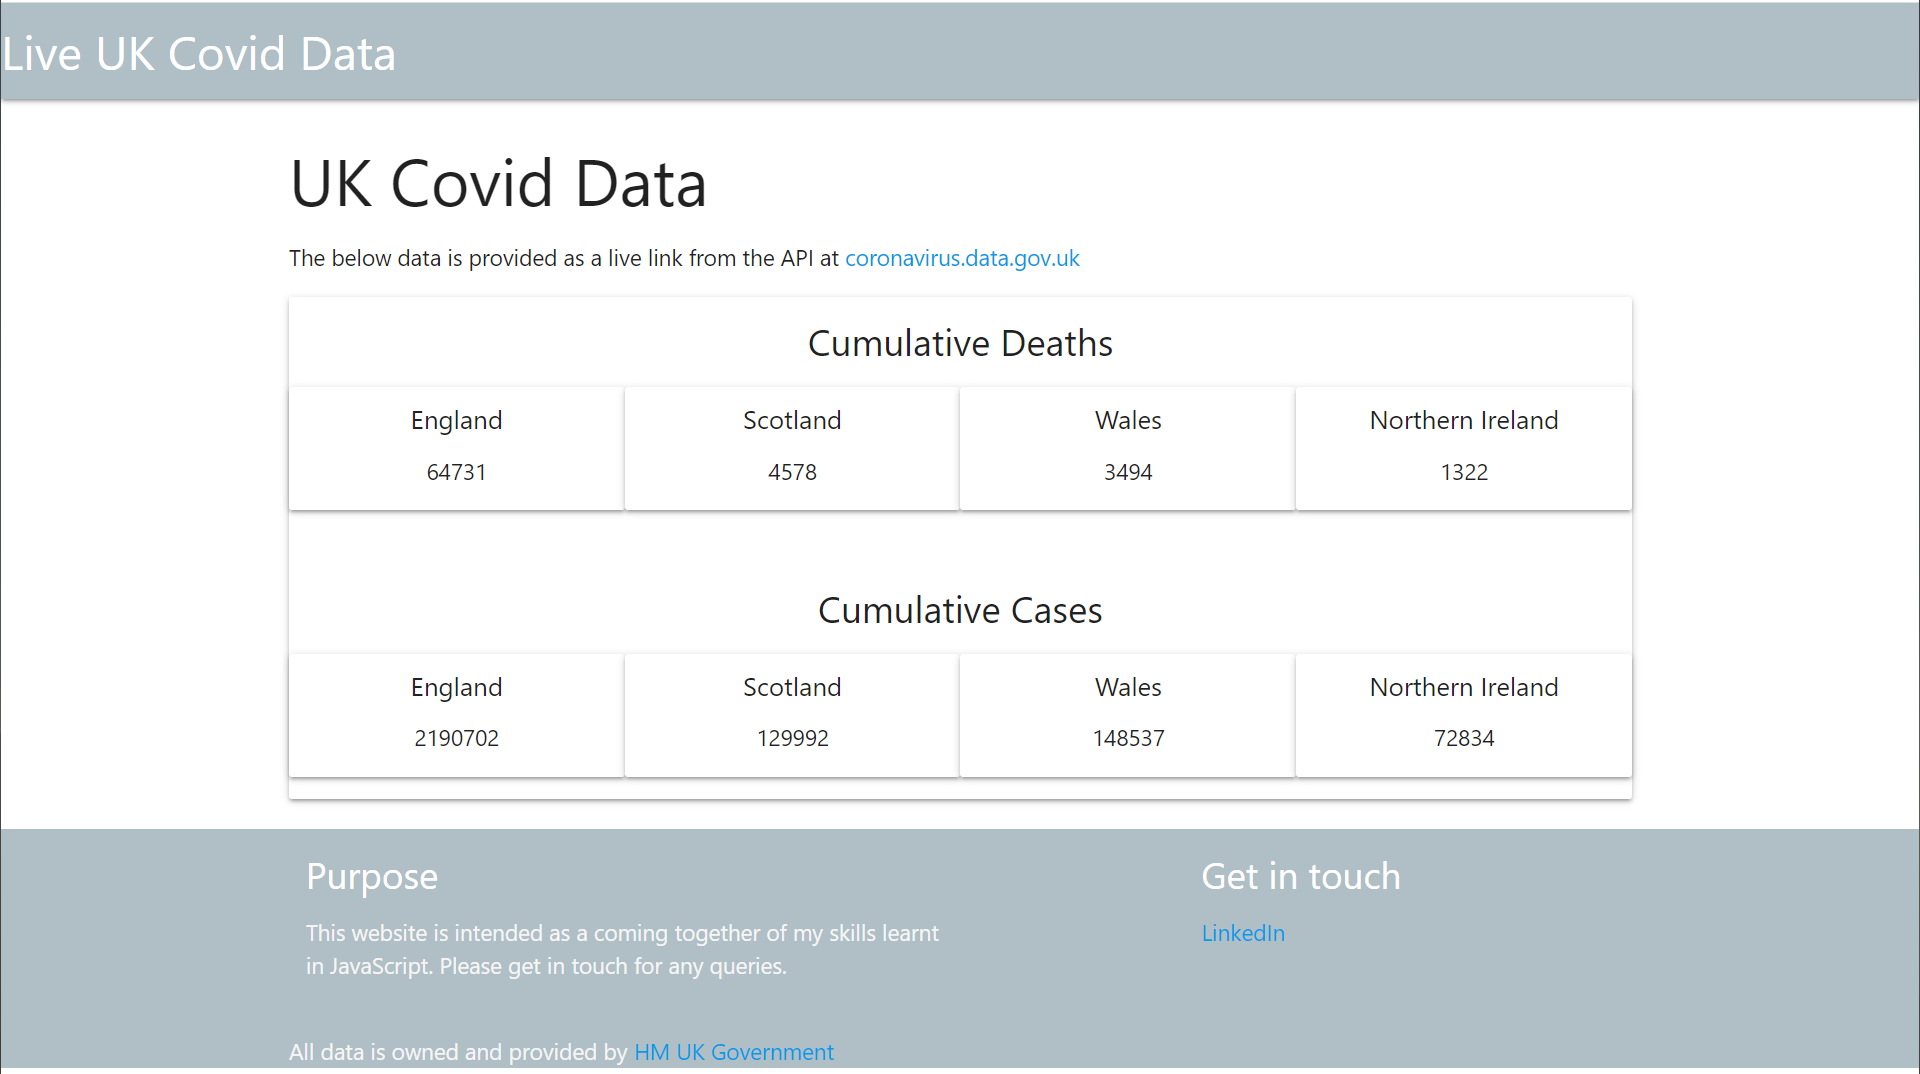 Live UK Covid Data
UK Covid Data
The below data is provided as a live link from the API at coronavirus.data.gov.uk
Cumulative Deaths
England
64731
Scotland
4578
Wales
3494
Northern Ireland
1322
Cumulative Cases
England
2190702
Scotland
129992
Wales
148537
Northern Ireland
72834
Purpose
This website is intended as a coming together of my skills learnt
in JavaScript. Please get in touch for any queries.
Get in touch
LinkedIn
All data is owned and provided by HM UK Government